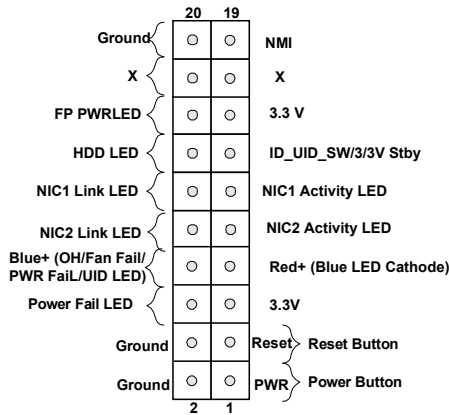 20 19
Ground NMI
X X
FP PWRLED 3.3 V
HDD LED ID_UID_SW/3/3V Stby
NIC1 Link LED NIC1 Activity LED
NIC2 Link LED NIC2 Activity LED
Blue+ (OH/Fan Fail/
PWR FaiL/UID LED) Red+ (Blue LED Cathode)
Power Fail LED 3.3V
Ground Reset Reset Button
Ground PWR Power Button
2 1